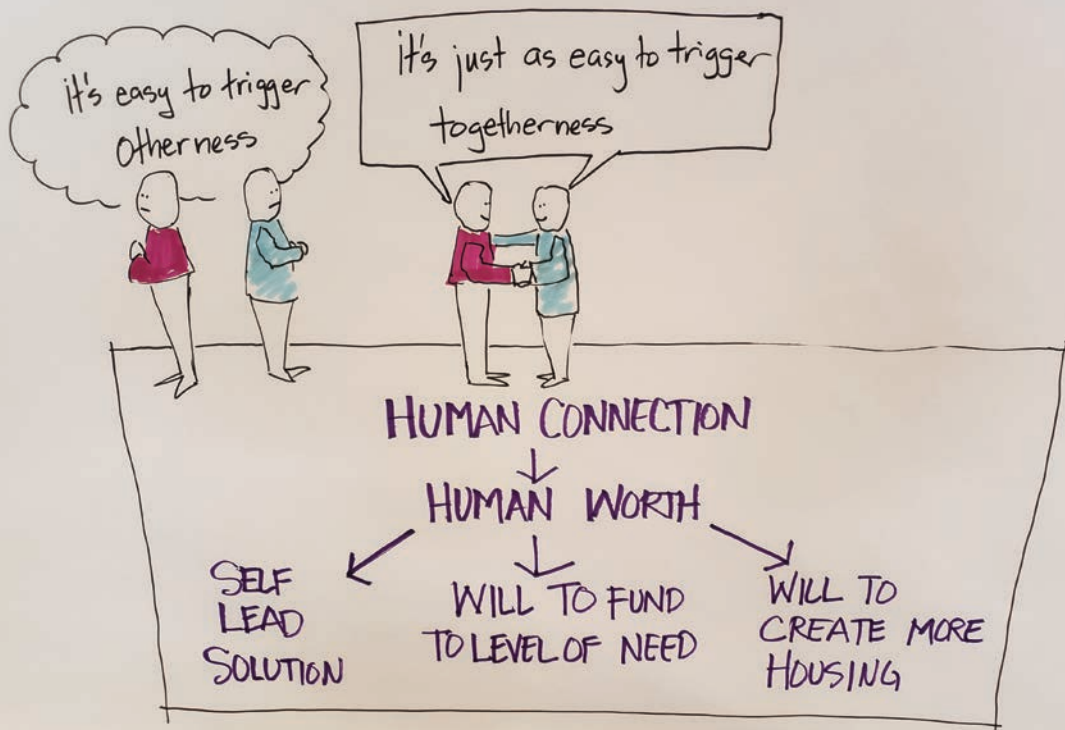 it's easy to trigger
otherness
it's just as easy to trigger
togetherness
HUMAN CONNECTION
HUMAN WORTH
SELF
LEAD
SOLUTION
WILL TO FUND
TO LEVEL OF NEED
WILL TO
CREATE MORE
HOUSING